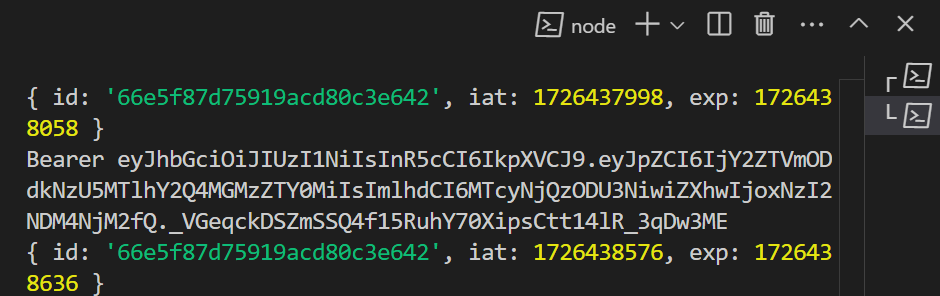 node
{ id: '66e5f87d75919acd80c3e642', iat: 1726437998, exp: 172643
8058 }
Bearer eyJhbGciOiJIUzI1NiIsInR5cCI6IkpXVCJ9.eyJpZCI6IjY2ZTVmOD
dkNzU5MTlhY2Q4MGMzZTY0MiIsImlhdCI6MTcyNjQzODU3NiwiZXhwIjoxNzI2
NDM4NjM2fQ._VGeqckDSZmSSQ4f15RuhY70XipsCtt14lR_3qDw3ME
{ id: '66e5f87d75919acd80c3e642', iat: 1726438576, exp: 172643
8636 }